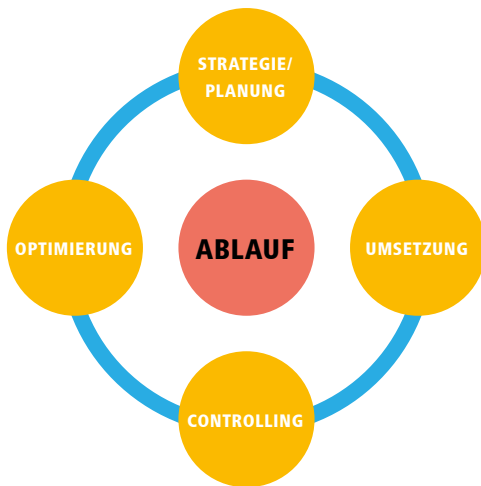 STRATEGIE/
PLANUNG
OPTIMIERUNG
ABLAUF
UMSETZUNG
CONTROLLING